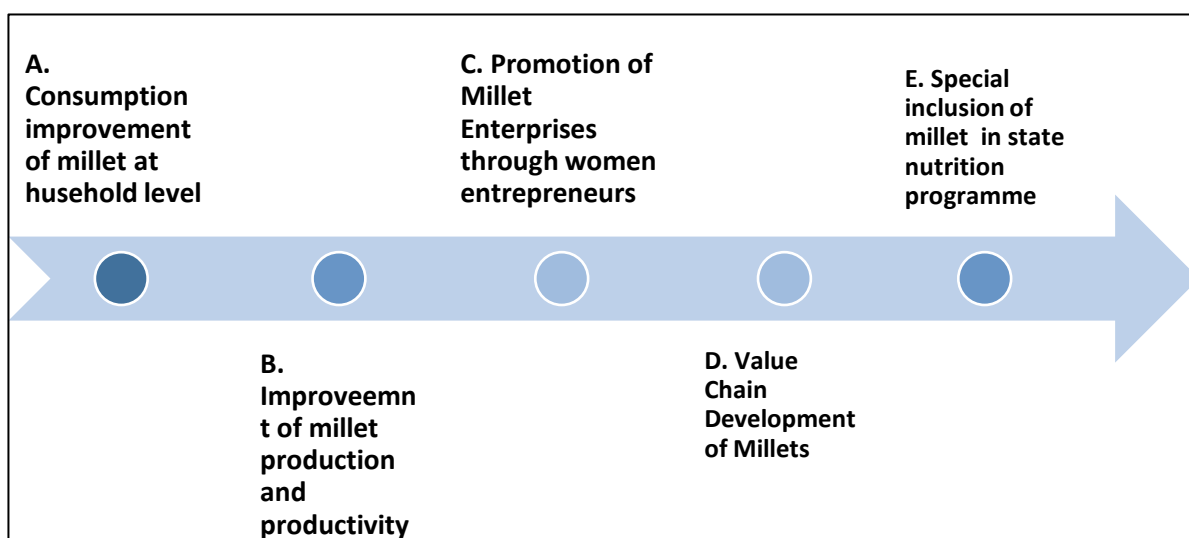 A.
Consumption
improvement
of millet at
husehold level
B.
Improveemn
t of millet
production
and
productivity
C. Promotion of
Millet
Enterprises
through women
entrepreneurs
D. Value
Chain
Development
of Millets
E. Special
inclusion of
millet in state
nutrition
programme